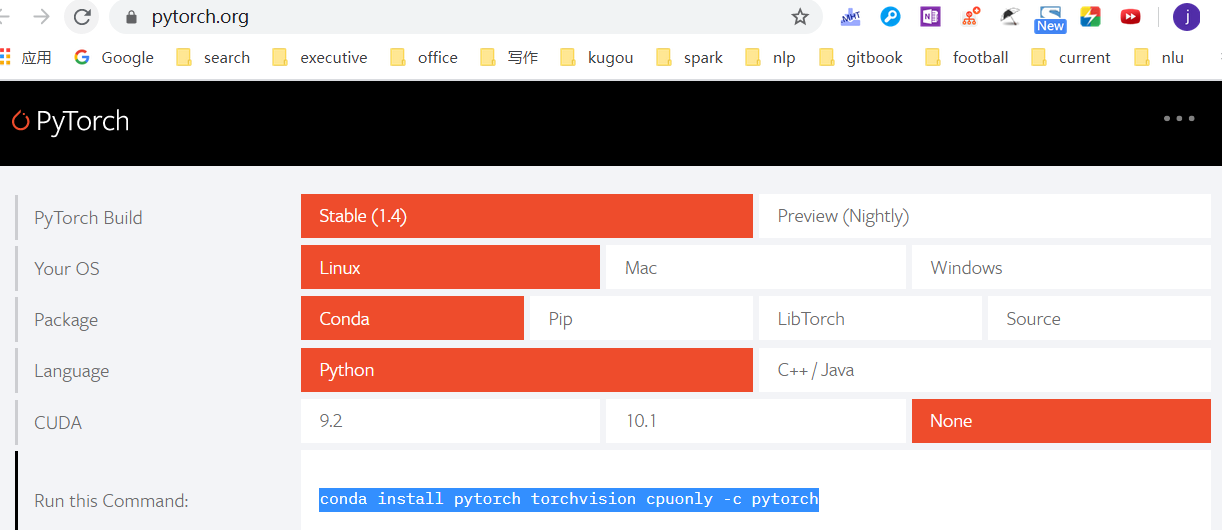 pytorch.org
.MHT
New
j
应用 Google search executive office 写作 kugou spark nlp gitbook football current nlu
PyTorch
PyTorch Build Stable (1.4) Preview (Nightly)
Your OS Linux Mac Windows
Package Conda Pip LibTorch Source
Language Python C++ / Java
CUDA 9.2 10.1 None
Run this Command: conda install pytorch torchvision cpuonly -c pytorch